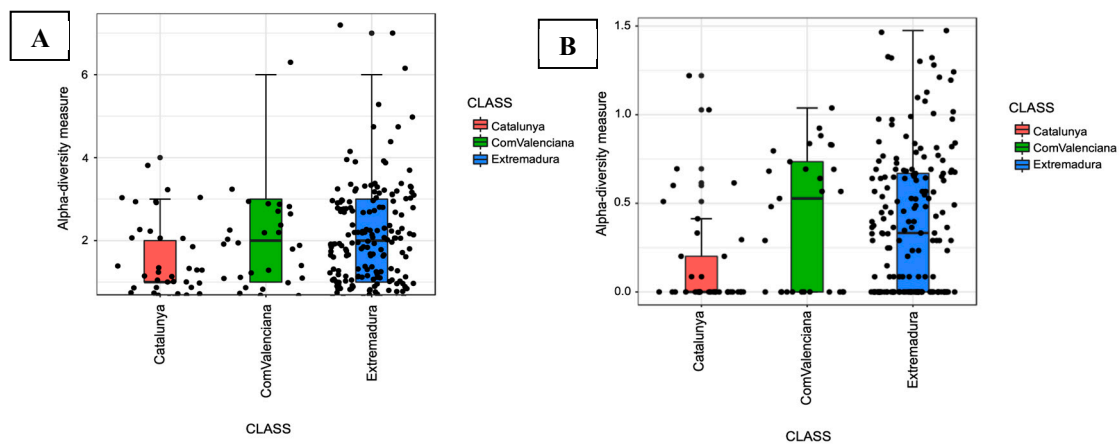 A
Alpha-diversity measure
6
4
2
Catalunya
ComValenciana
Extremadura
CLASS
CLASS
Catalunya
ComValenciana
Extremadura
B
Alpha-diversity measure
1.5
1.0
0.5
0.0
Catalunya
ComValenciana
Extremadura
CLASS
CLASS
Catalunya
ComValenciana
Extremadura